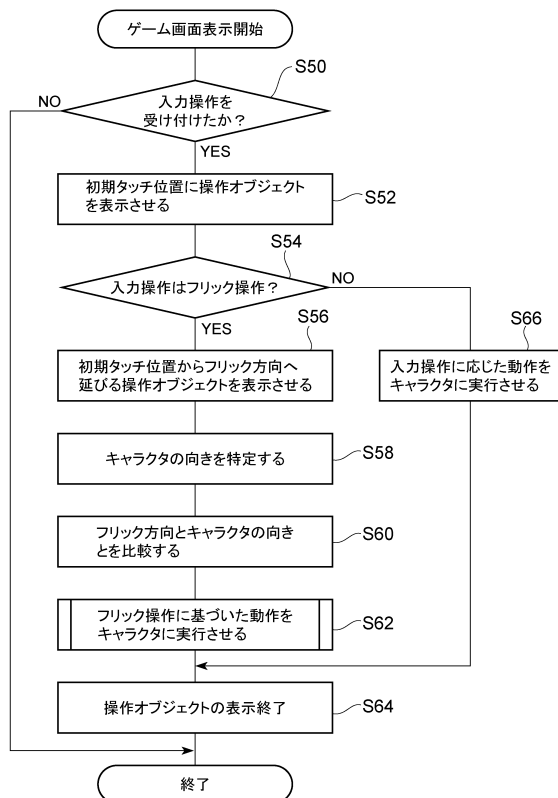 ゲーム画面表示開始
S50
NO
入力操作を
受け付けたか？
YES
初期タッチ位置に操作オブジェクト
を表示させる
S52
S54
入力操作はフリック操作？
NO
YES
S56
S66
初期タッチ位置からフリック方向へ
延びる操作オブジェクトを表示させる
入力操作に応じた動作を
キャラクタに実行させる
キャラクタの向きを特定する
S58
フリック方向とキャラクタの向き
とを比較する
S60
フリック操作に基づいた動作を
キャラクタに実行させる
S62
操作オブジェクトの表示終了
S64
終了